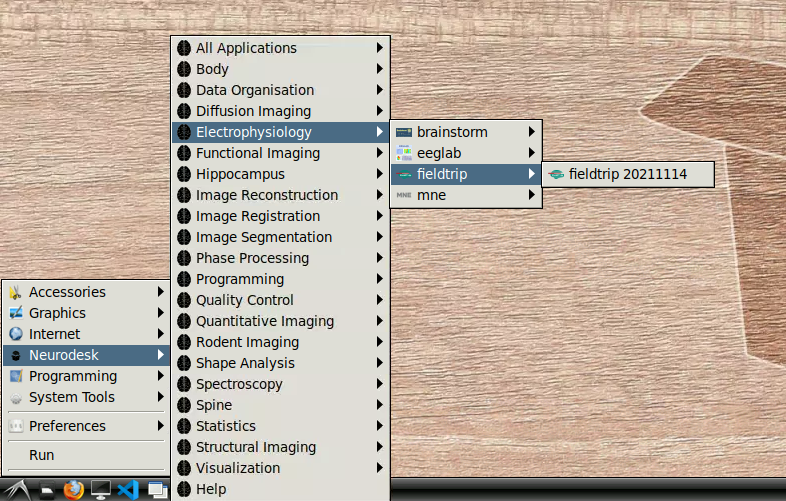 All Applications
Body
Data Organisation
Diffusion Imaging
Electrophysiology
Functional Imaging
Hippocampus
Image Reconstruction
Image Registration
Image Segmentation
Phase Processing
Programming
Quality Control
Quantitative Imaging
Rodent Imaging
Shape Analysis
Spectroscopy
Spine
Statistics
Structural Imaging
Visualization
Help
brainstorm
eeglab
fieldtrip
MNE mne
fieldtrip 20211114
Accessories
Graphics
Internet
Neurodesk
Programming
System Tools
Preferences
Run